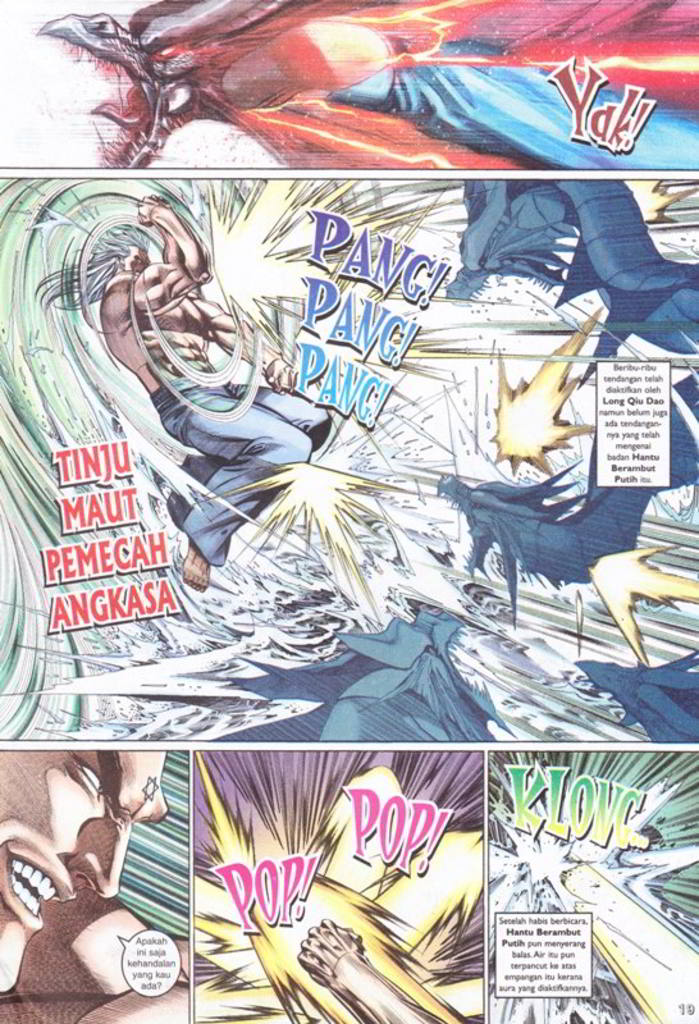 Yak!
PANG!
PANG!
PANG!
Beribu-ribu
tendangan telah
diaktifkan oleh
Long Qiu Dao
namun belum juga
ada tendangan-
nya yang telah
mengenai
badan Hantu
Berambut
Putih itu.
TINJU
MAUT
PEMECAH
ANGKASA
Apakah
ini saja
kehandalan
yang kau
ada?
POP!
POP!
KLONG...
Setelah habis berbicara,
Hantu Berambut
Putih pun menyerang
balas. Air itu pun
terpancut ke atas
empangan itu kerana
aura yang diaktifkannya.